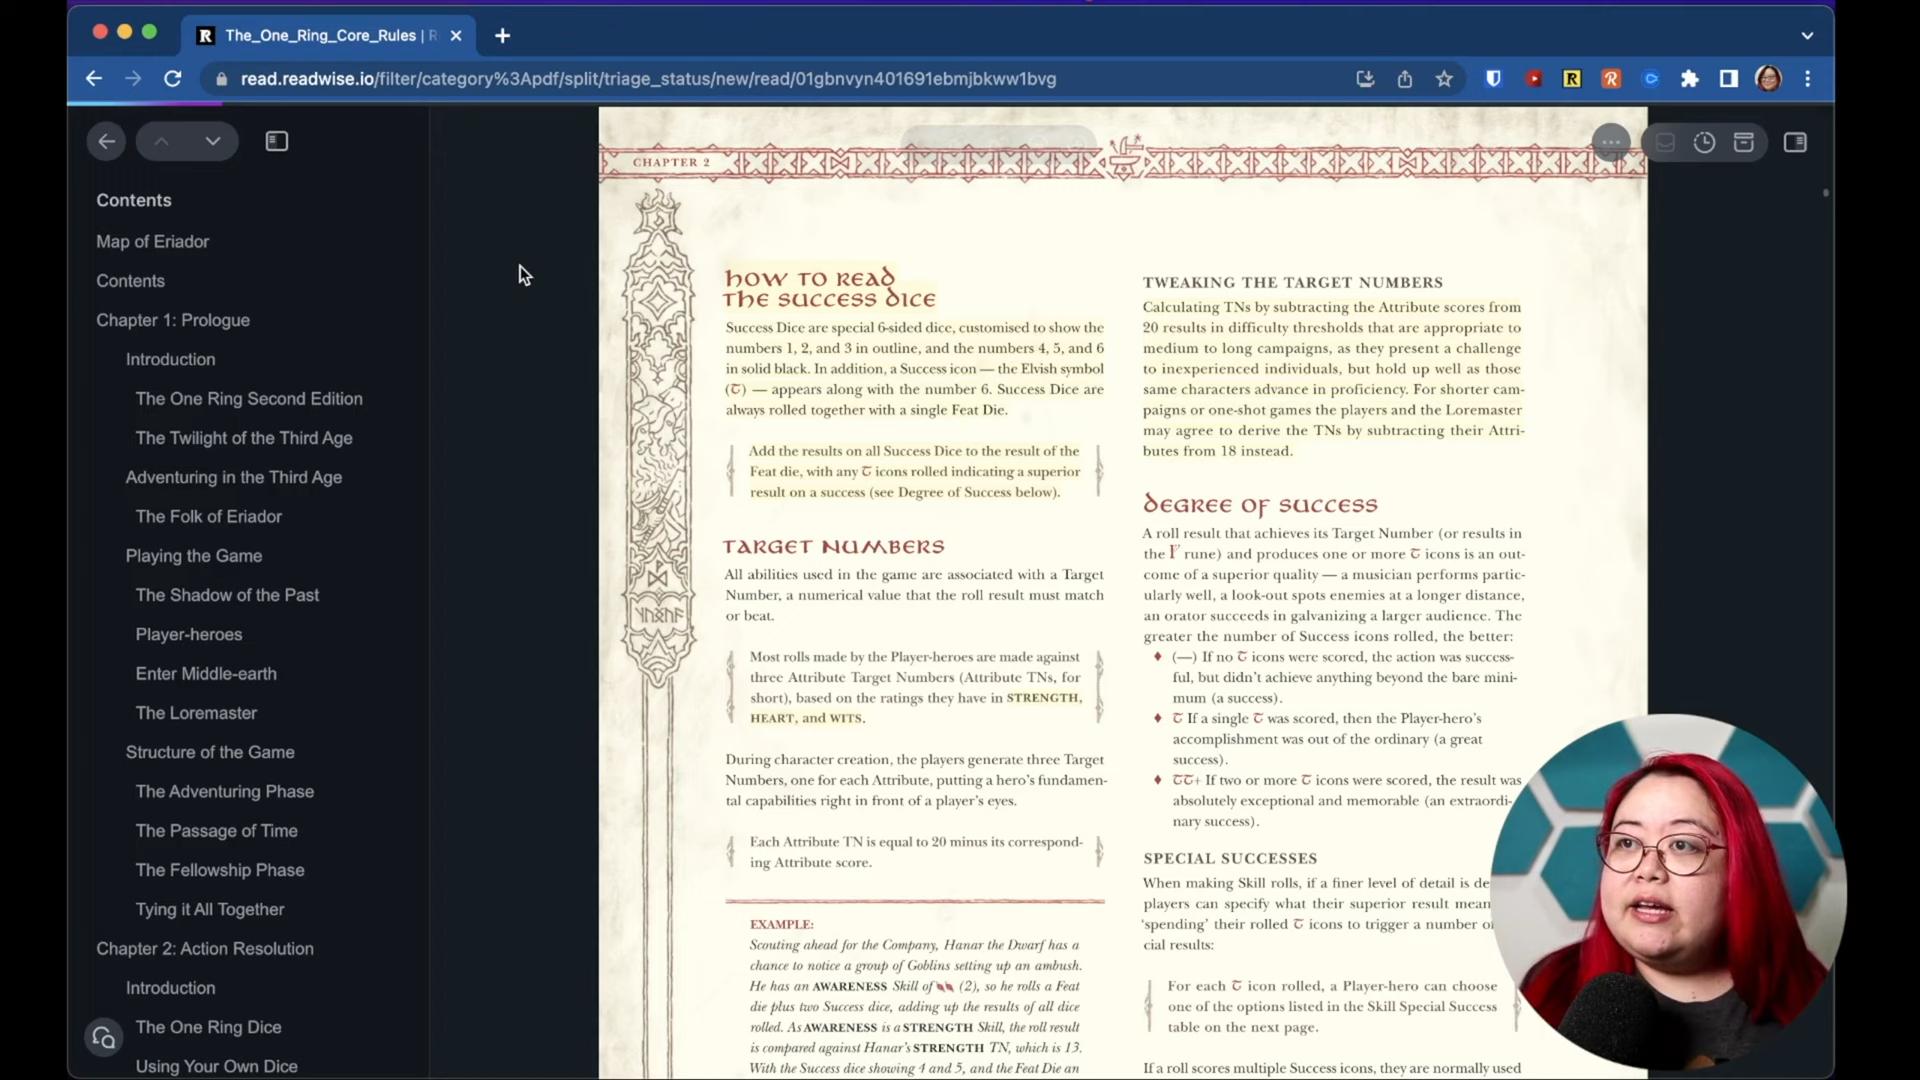 The_One_Ring_Core_Rules | R
read.readwise.io/filter/category%3Apdf/split/triage_status/new/read/01gbnvyn401691ebmjbkww1bvg
Contents
Map of Eriador
Contents
Chapter 1: Prologue
Introduction
The One Ring Second Edition
The Twilight of the Third Age
Adventuring in the Third Age
The Folk of Eriador
Playing the Game
The Shadow of the Past
Player-heroes
Enter Middle-earth
The Loremaster
Structure of the Game
The Adventuring Phase
The Passage of Time
The Fellowship Phase
Tying it All Together
Chapter 2: Action Resolution
Introduction
The One Ring Dice
Using Your Own Dice
CHAPTER 2
HOW TO READ
THE SUCCESS DICE
Success Dice are special 6-sided dice, customised to show the
numbers 1, 2, and 3 in outline, and the numbers 4, 5, and 6
in solid black. In addition, a Success icon — the Elvish symbol
( ) — appears along with the number 6. Success Dice are
always rolled together with a single Feat Die.
Add the results on all Success Dice to the result of the
Feat die, with any icons rolled indicating a superior
result on a success (see Degree of Success below).
TARGET NUMBERS
All abilities used in the game are associated with a Target
Number, a numerical value that the roll result must match
or beat.
Most rolls made by the Player-heroes are made against
three Attribute Target Numbers (Attribute TNs, for
short), based on the ratings they have in STRENGTH,
HEART, and WITS.
During character creation, the players generate three Target
Numbers, one for each Attribute, putting a hero's fundamen-
tal capabilities right in front of a player's eyes.
Each Attribute TN is equal to 20 minus its correspond-
ing Attribute score.
EXAMPLE:
Scouting ahead for the Company, Hanar the Dwarf has a
chance to notice a group of Goblins setting up an ambush.
He has an AWARENESS Skill of (2), so he rolls a Feat
die plus two Success dice, adding up the results of all dice
rolled. As AWARENESS is a STRENGTH Skill, the roll result
is compared against Hanar's STRENGTH TN, which is 13.
With the Success dice showing 4 and 5, and the Feat Die an
TWEAKING THE TARGET NUMBERS
Calculating TNs by subtracting the Attribute scores from
20 results in difficulty thresholds that are appropriate to
medium to long campaigns, as they present a challenge
to inexperienced individuals, but hold up well as those
same characters advance in proficiency. For shorter cam-
paigns or one-shot games the players and the Loremaster
may agree to derive the TNs by subtracting their Attri-
butes from 18 instead.
DEGREE OF SUCCESS
A roll result that achieves its Target Number (or results in
the rune) and produces one or more icons is an out-
come of a superior quality — a musician performs partic-
ularly well, a look-out spots enemies at a longer distance,
an orator succeeds in galvanizing a larger audience. The
greater the number of Success icons rolled, the better:
♦ (—) If no icons were scored, the action was success-
ful, but didn't achieve anything beyond the bare mini-
mum (a success).
♦ If a single was scored, then the Player-hero's
accomplishment was out of the ordinary (a great
success).
♦ + If two or more icons were scored, the result was
absolutely exceptional and memorable (an extraordi-
nary success).
SPECIAL SUCCESSES
When making Skill rolls, if a finer level of detail is de
players can specify what their superior result mean
'spending' their rolled icons to trigger a number o
cial results:
For each icon rolled, a Player-hero can choose
one of the options listed in the Skill Special Success
table on the next page.
If a roll scores multiple Success icons, they are normally used